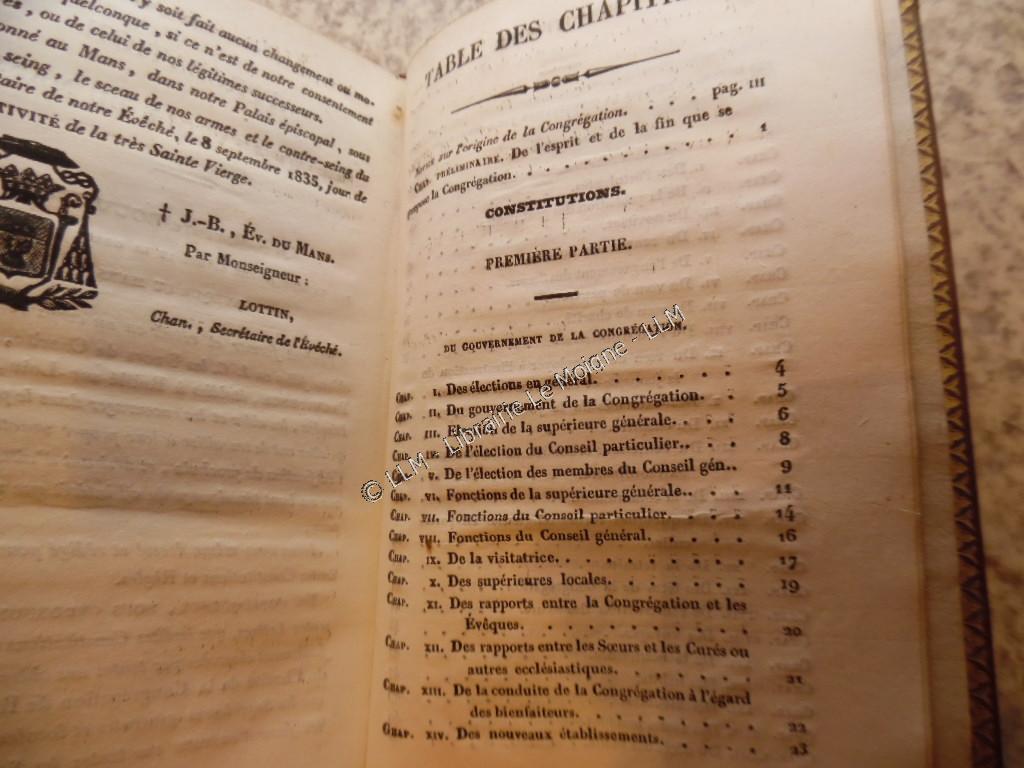 y soit fait aucun changement ou mo-
quelconque, si ce n'est de notre consentement
, ou de celui de nos légitimes successeurs.
onné au Mans, dans notre Palais épiscopal, sous
seing, le sceau de nos armes et le contre-seing du
taire de notre Évêché, le 8 septembre 1835, jour de
TIVITÉ de la très Sainte Vierge.
† J.-B., Év. DU MANS.
Par Monseigneur:
LOTTIN,
Chan., Secrétaire de l'Évêché.
TABLE DES CHAPIT
Notice sur l'origine de la Congrégation. . . . pag. III
CHAP. PRÉLIMINAIRE. De l'esprit et de la fin que se
propose la Congrégation. . . . . . . . . . 1
CONSTITUTIONS.
PREMIÈRE PARTIE.
DU GOUVERNEMENT DE LA CONGRÉGATION.
CHAP. I. Des élections en général. . . . . . . 4
CHAP. II. Du gouvernement de la Congrégation. . . 5
CHAP. III. Election de la supérieure générale. . . . 6
CHAP. IV. De l'élection du Conseil particulier. . . . 8
CHAP. V. De l'élection des membres du Conseil gén.. 9
CHAP. VI. Fonctions de la supérieure générale. . . . 11
CHAP. VII. Fonctions du Conseil particulier. . . . . 14
CHAP. VIII. Fonctions du Conseil général. . . . . . 16
CHAP. IX. De la visitatrice. . . . . . . . . . 17
CHAP. X. Des supérieures locales. . . . . . . . 19
CHAP. XI. Des rapports entre la Congrégation et les
Évêques. . . . . . . . . . . 20
CHAP. XII. Des rapports entre les Sœurs et les Curés ou
autres ecclésiastiques. . . . . . . 21
CHAP. XIII. De la conduite de la Congrégation à l'égard
des bienfaiteurs. . . . . . . . . 22
CHAP. XIV. Des nouveaux établissements. . . . . 23
© LLM - Librairie Le Moigne - LLM